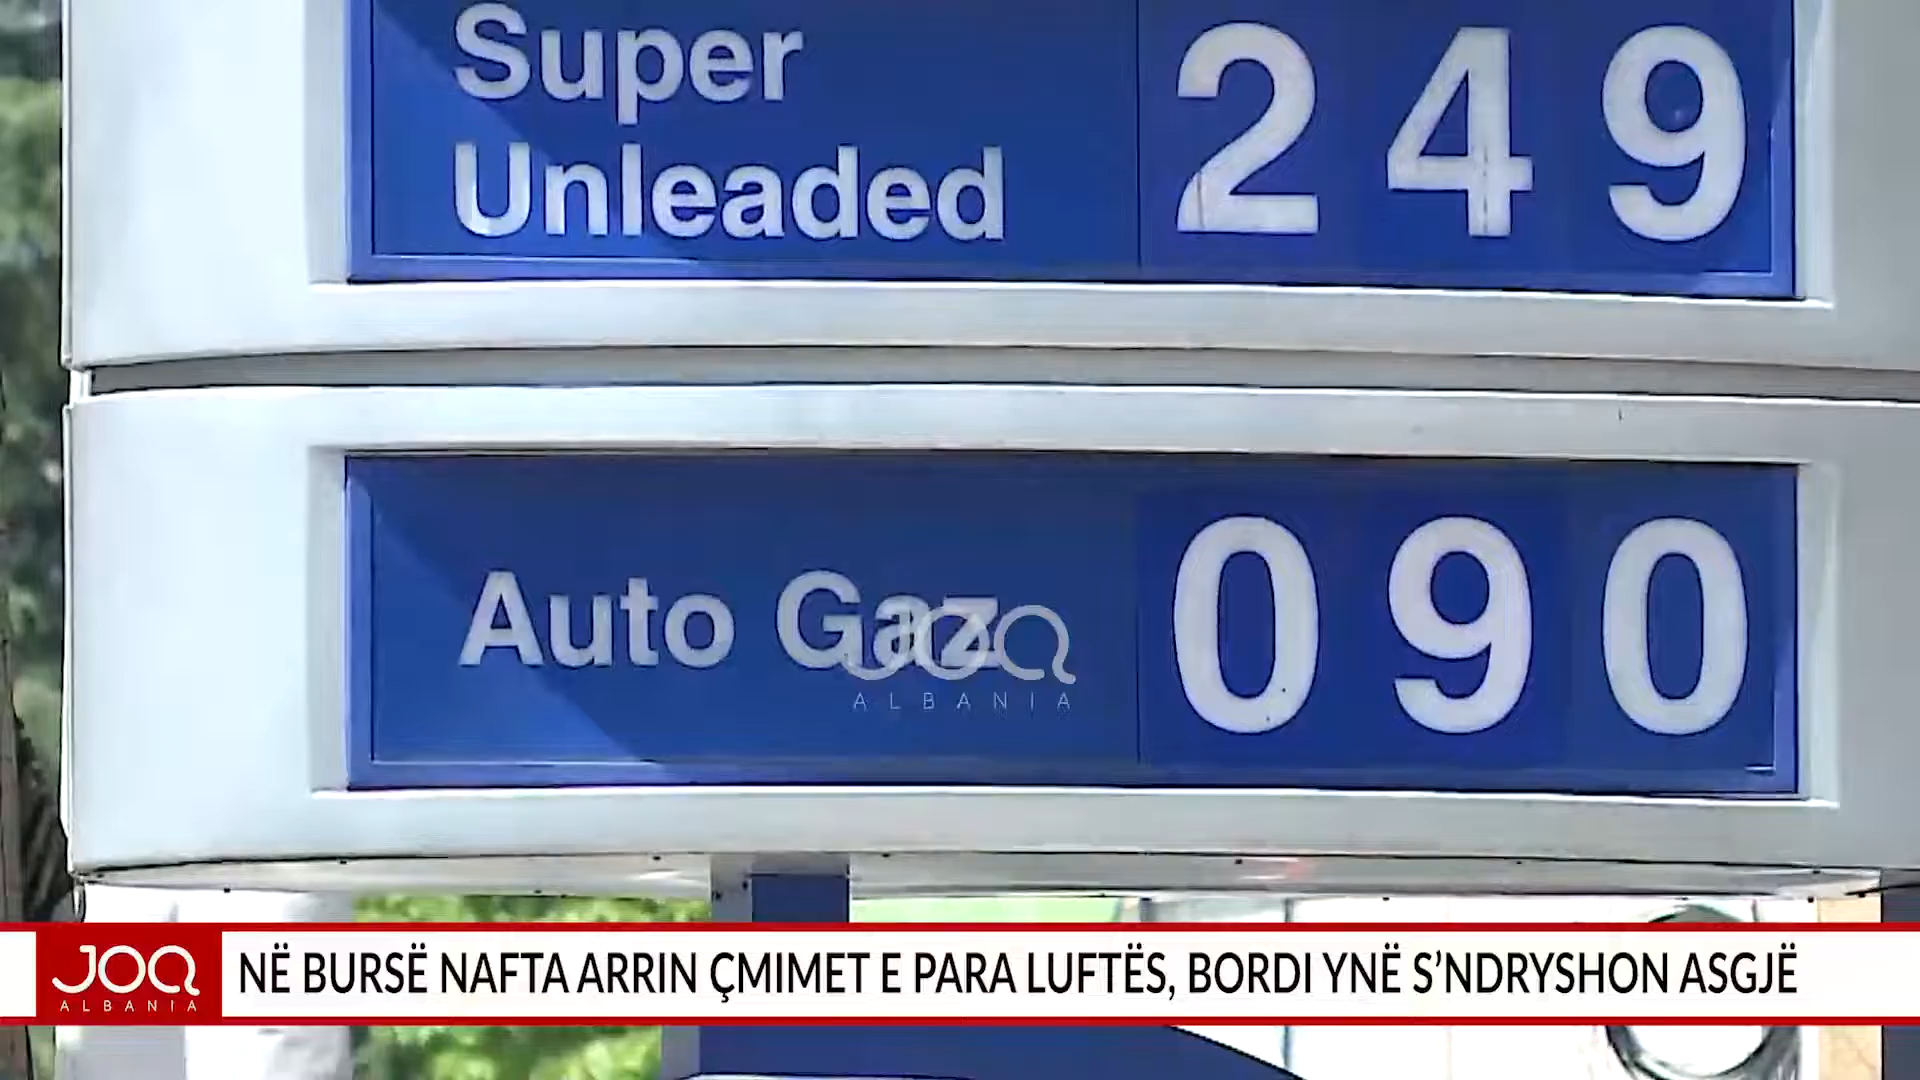 Super
Unleaded
249
Auto Gaz
090
JOQ
ALBANIA
JOQ
ALBANIA
NË BURSË NAFTA ARRIN ÇMIMET E PARA LUFTËS, BORDI YNË S'NDRYSHON ASGJË